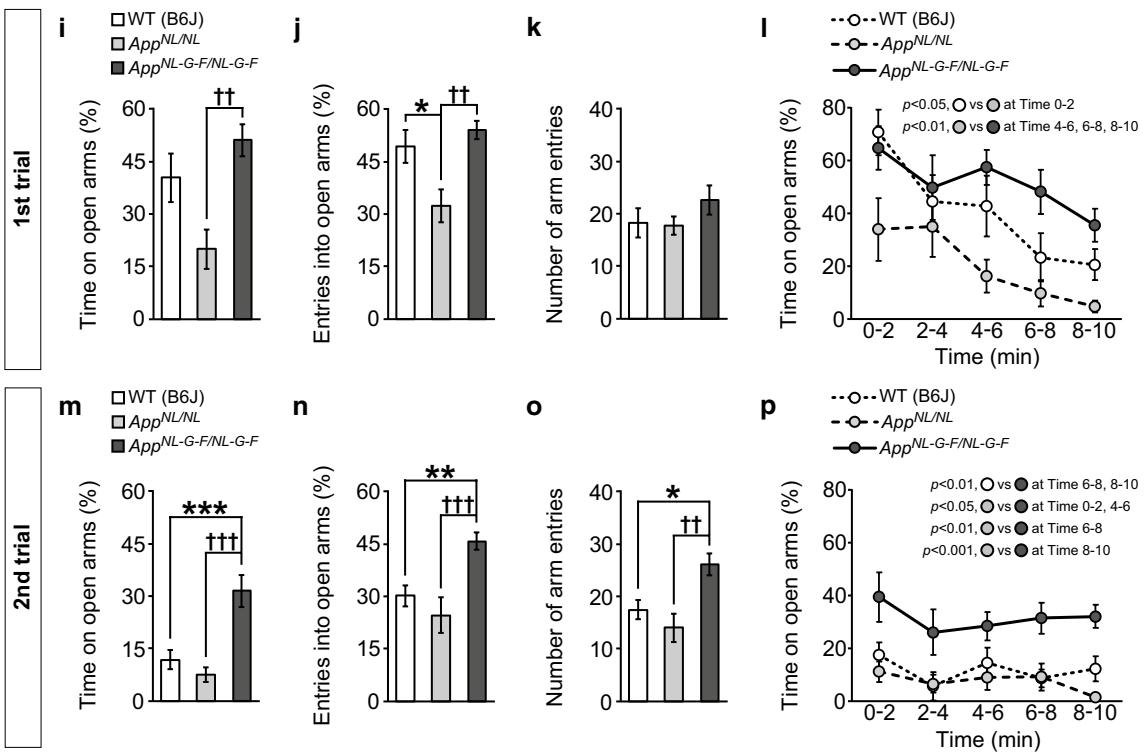 1st trial
i
WT (B6J)
App^NL/NL
App^NL-G-F/NL-G-F
Time on open arms (%)
60
45
30
15
0
††
j
Entries into open arms (%)
60
45
30
15
0
*
††
k
Number of arm entries
40
30
20
10
0
l
WT (B6J)
App^NL/NL
App^NL-G-F/NL-G-F
p<0.05, vs at Time 0-2
p<0.01, vs at Time 4-6, 6-8, 8-10
Time on open arms (%)
80
60
40
20
0
0-2 2-4 4-6 6-8 8-10
Time (min)
2nd trial
m
WT (B6J)
App^NL/NL
App^NL-G-F/NL-G-F
Time on open arms (%)
60
45
30
15
0
***
†††
n
Entries into open arms (%)
60
45
30
15
0
**
†††
o
Number of arm entries
40
30
20
10
0
*
††
p
WT (B6J)
App^NL/NL
App^NL-G-F/NL-G-F
p<0.01, vs at Time 6-8, 8-10
p<0.05, vs at Time 0-2, 4-6
p<0.01, vs at Time 6-8
p<0.001, vs at Time 8-10
Time on open arms (%)
80
60
40
20
0
0-2 2-4 4-6 6-8 8-10
Time (min)